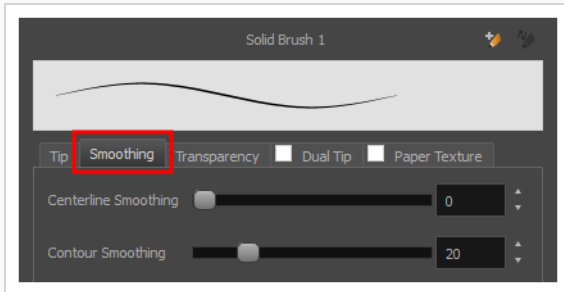 Solid Brush 1
Tip Smoothing Transparency Dual Tip Paper Texture
Centerline Smoothing 0
Contour Smoothing 20